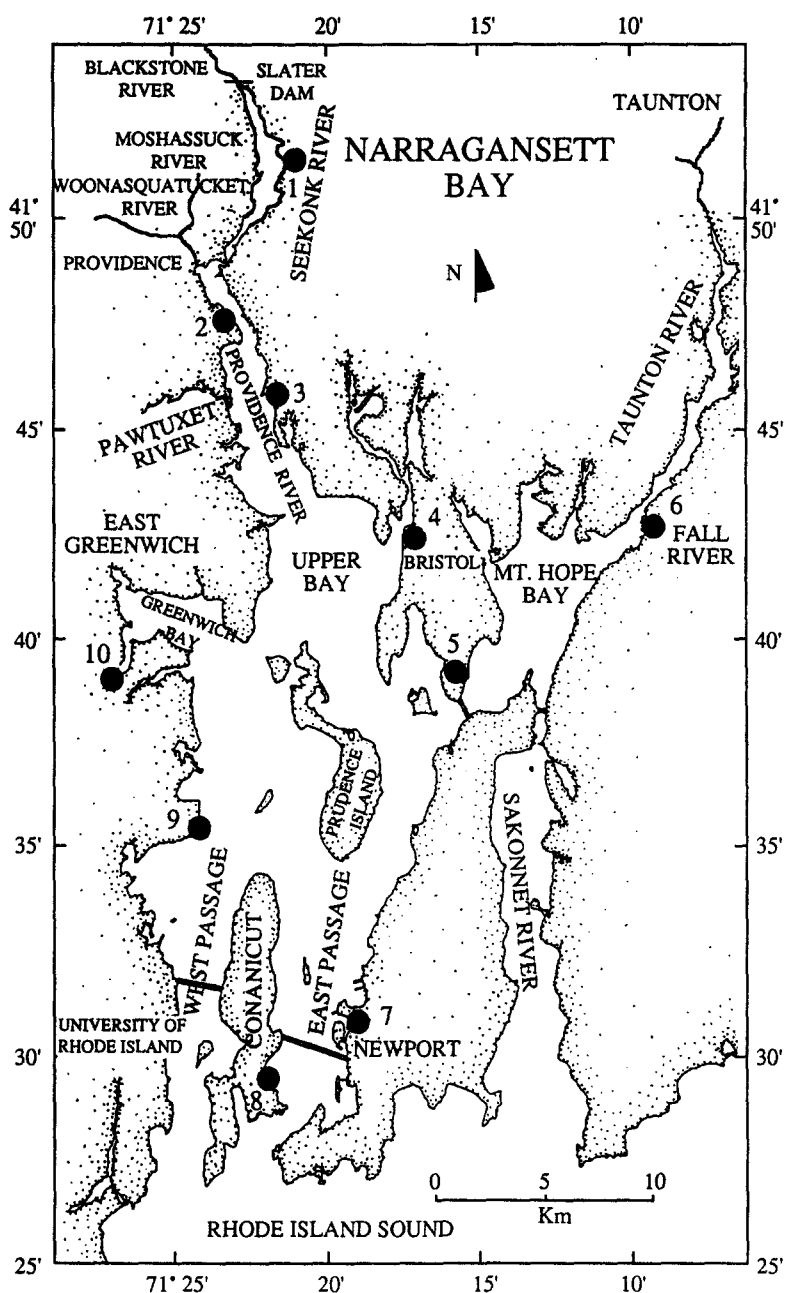 71° 25'
20'
15'
10'
BLACKSTONE
RIVER
SLATER
DAM
TAUNTON
MOSHASSUCK
RIVER
NARRAGANSETT
BAY
1
SEEKONK RIVER
WOONASQUATUCKET
RIVER
41°
50'
41°
50'
PROVIDENCE
N
2
TAUNTON RIVER
3
PROVIDENCE RIVER
45'
45'
PAWTUXET
RIVER
6
FALL
RIVER
4
BRISTOL
EAST
GREENWICH
UPPER
BAY
MT. HOPE
BAY
GREENWICH
BAY
40'
40'
10
5
PRUDENCE
ISLAND
9
SAKONNET RIVER
35'
35'
WEST PASSAGE
CONANICUT
EAST PASSAGE
7
UNIVERSITY OF
RHODE ISLAND
NEWPORT
30'
30'
8
0
5
10
Km
RHODE ISLAND SOUND
25'
25'
71° 25'
20'
15'
10'